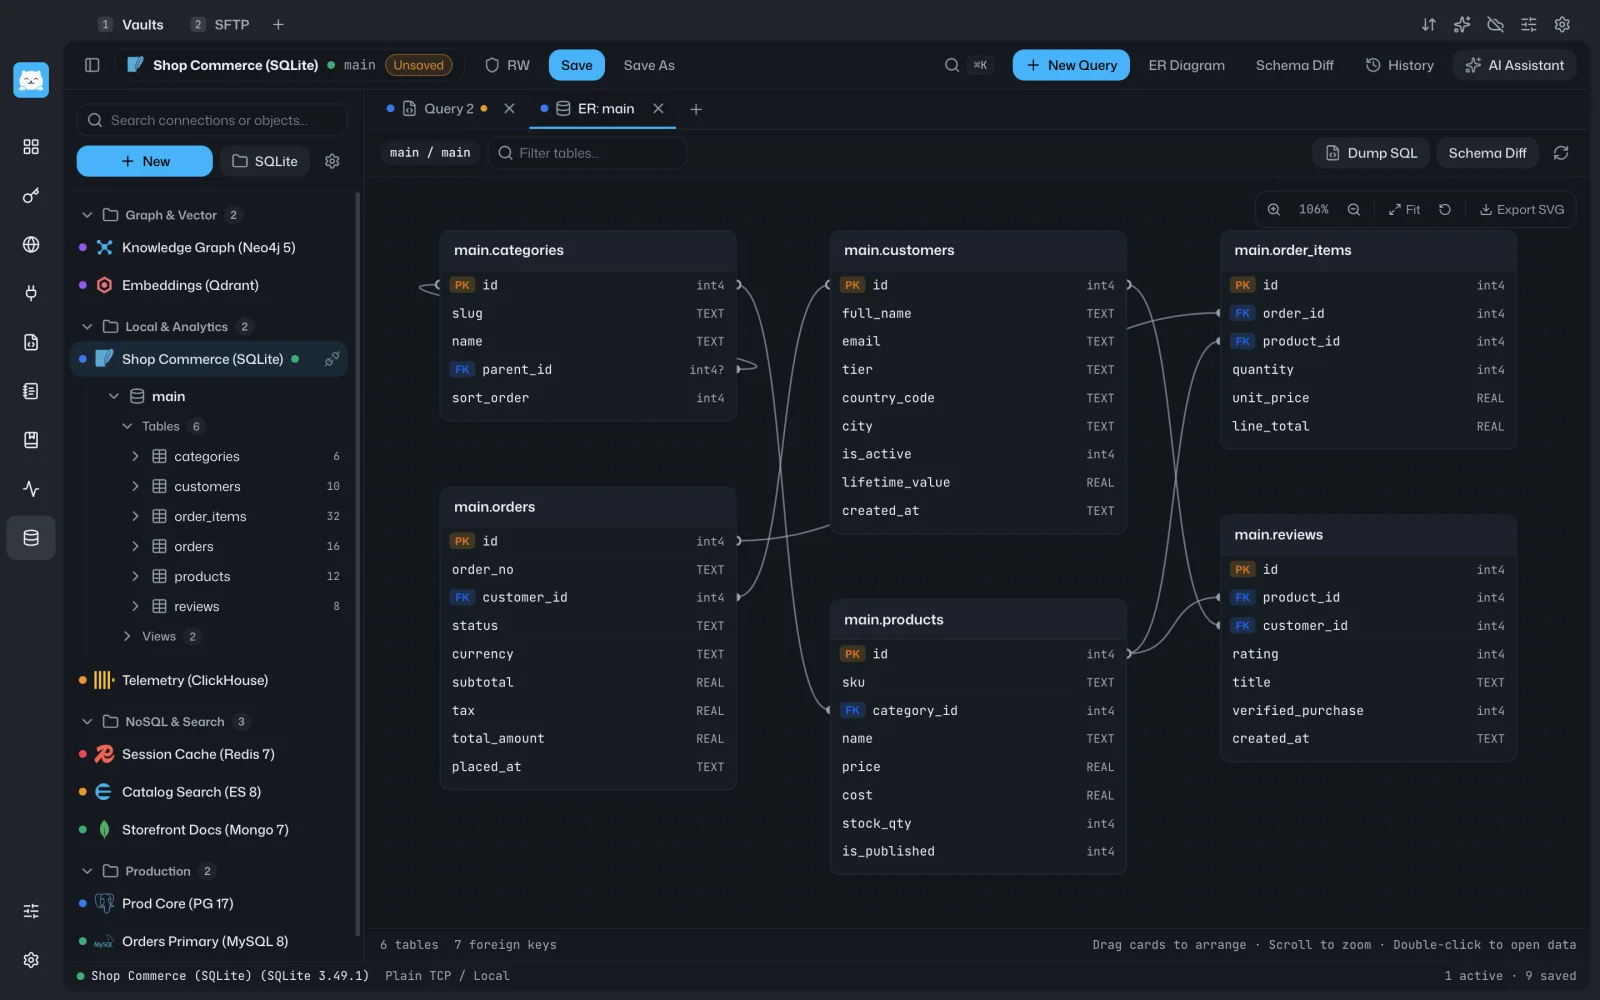 1 Vaults 2 SFTP +
Shop Commerce (SQLite) main Unsaved RW Save Save As ⌘K + New Query ER Diagram Schema Diff History AI Assistant
Search connections or objects...
+ New SQLite
Graph & Vector 2
Knowledge Graph (Neo4j 5)
Embeddings (Qdrant)
Local & Analytics 2
Shop Commerce (SQLite)
main
Tables 6
categories 6
customers 10
order_items 32
orders 16
products 12
reviews 8
Views 2
Telemetry (ClickHouse)
NoSQL & Search 3
Session Cache (Redis 7)
Catalog Search (ES 8)
Storefront Docs (Mongo 7)
Production 2
Prod Core (PG 17)
MySQL Orders Primary (MySQL 8)
Query 2 ER: main +
main / main Filter tables... Dump SQL Schema Diff
106% Fit Export SVG
main.categories
PK id int4
slug TEXT
name TEXT
FK parent_id int4?
sort_order int4
main.orders
PK id int4
order_no TEXT
FK customer_id int4
status TEXT
currency TEXT
subtotal REAL
tax REAL
total_amount REAL
placed_at TEXT
main.customers
PK id int4
full_name TEXT
email TEXT
tier TEXT
country_code TEXT
city TEXT
is_active int4
lifetime_value REAL
created_at TEXT
main.products
PK id int4
sku TEXT
FK category_id int4
name TEXT
price REAL
cost REAL
stock_qty int4
is_published int4
main.order_items
PK id int4
FK order_id int4
FK product_id int4
quantity int4
unit_price REAL
line_total REAL
main.reviews
PK id int4
FK product_id int4
FK customer_id int4
rating int4
title TEXT
verified_purchase int4
created_at TEXT
6 tables 7 foreign keys Drag cards to arrange · Scroll to zoom · Double-click to open data
Shop Commerce (SQLite) (SQLite 3.49.1) Plain TCP / Local 1 active · 9 saved